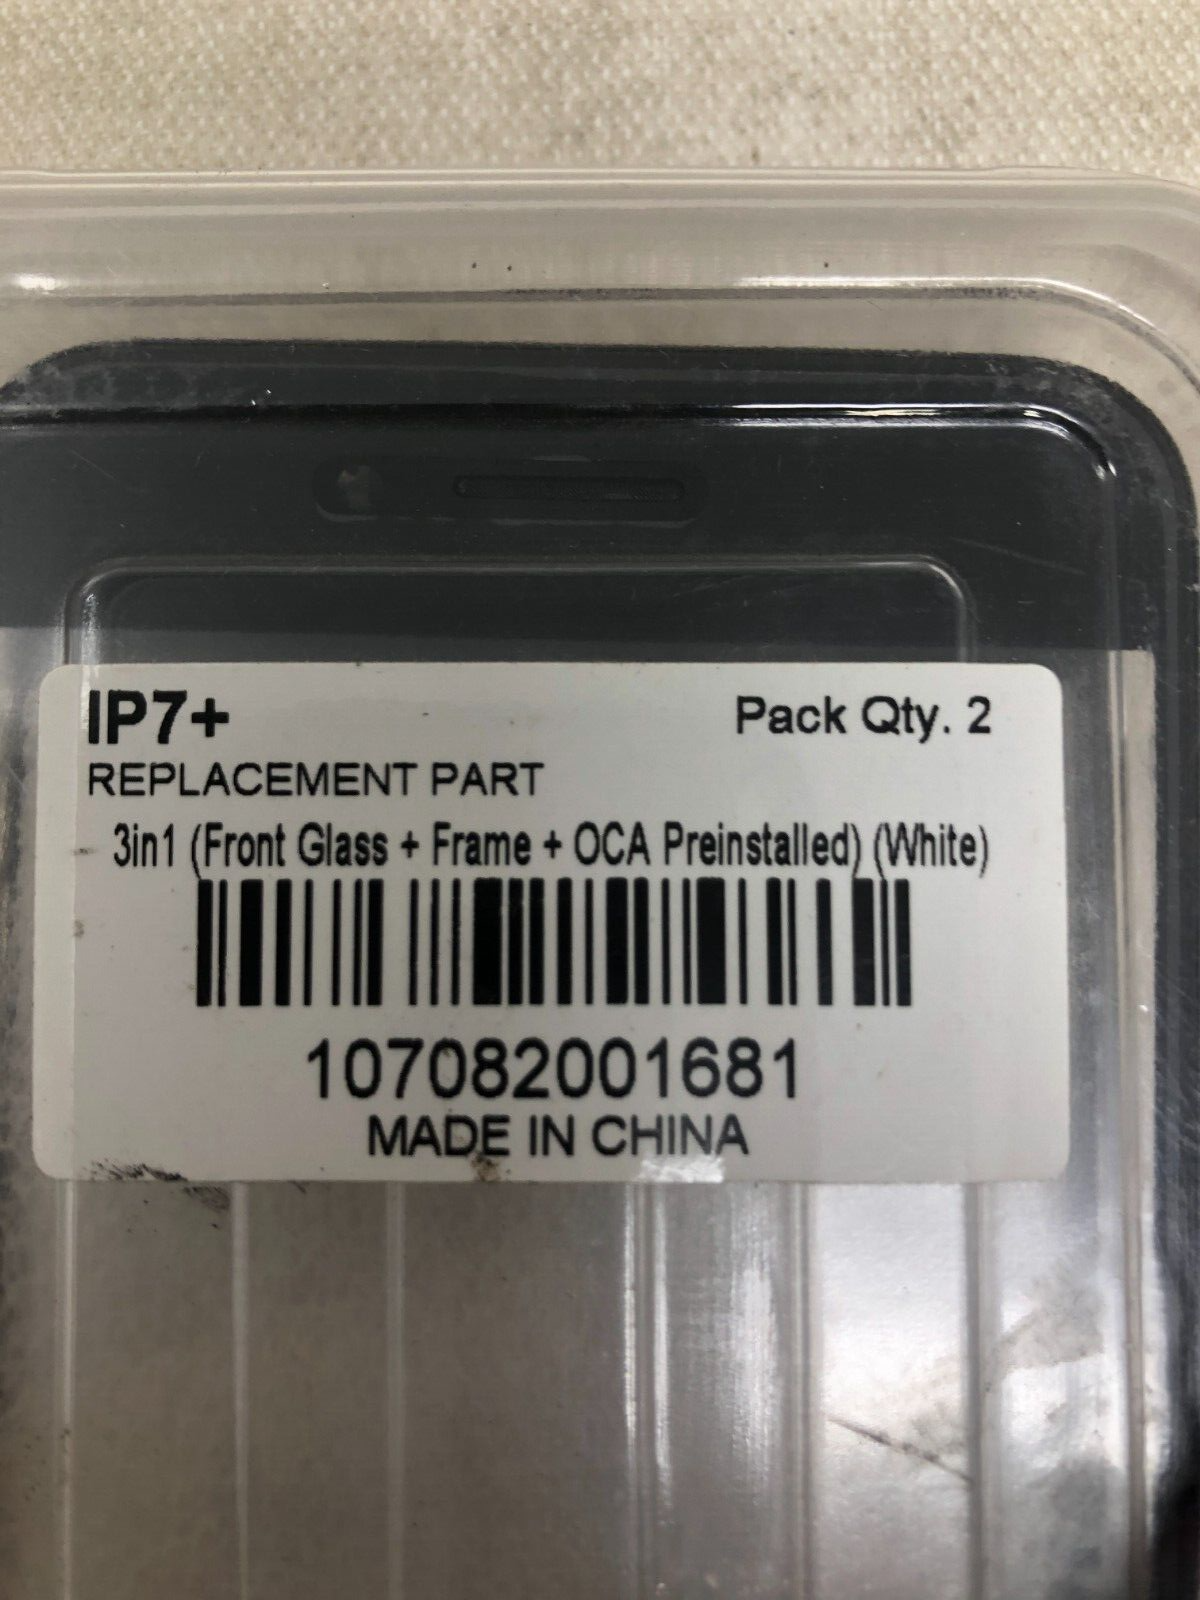 IP7+
Pack Qty. 2
REPLACEMENT PART
3in1 (Front Glass + Frame + OCA Preinstalled) (White)
107082001681
MADE IN CHINA